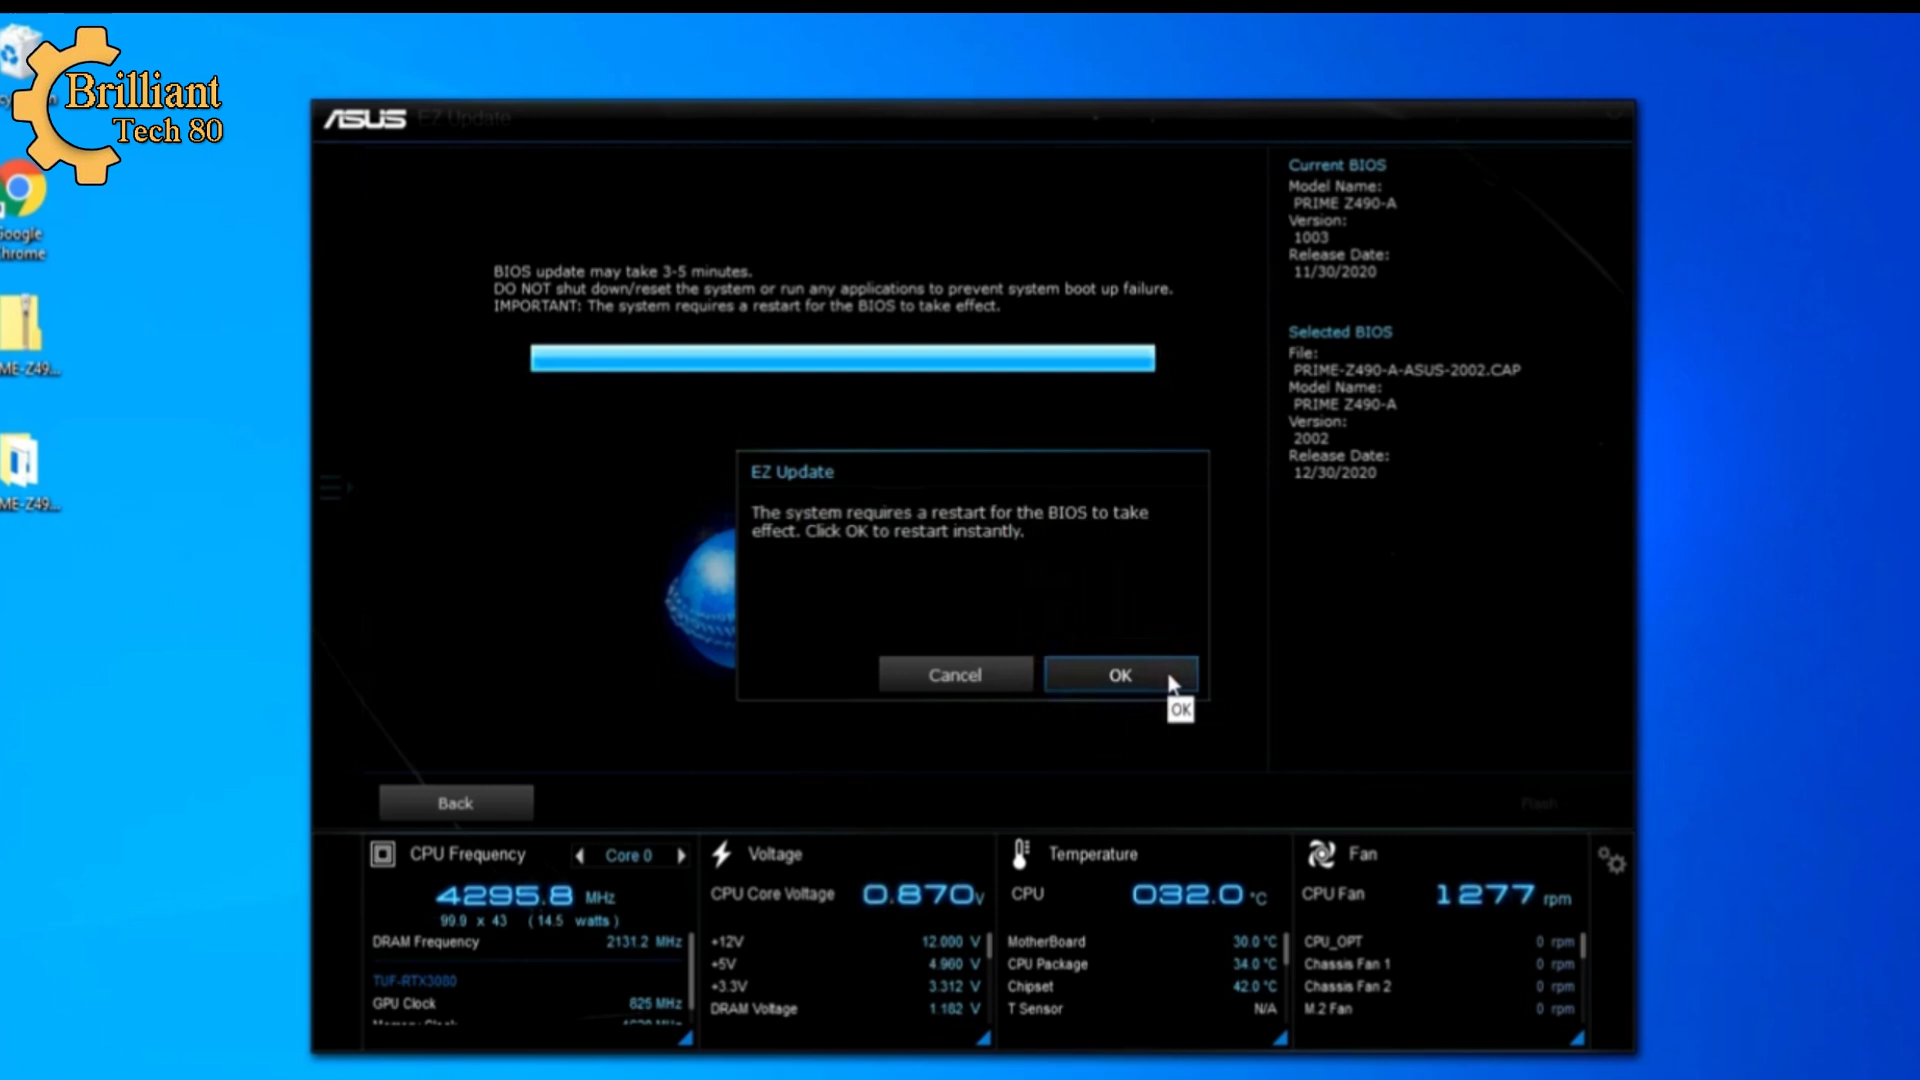 Brilliant
Tech 80
Google
Chrome
ME-Z49...
ME-Z49...
ASUS EZ Update
BIOS update may take 3-5 minutes.
DO NOT shut down/reset the system or run any applications to prevent system boot up failure.
IMPORTANT: The system requires a restart for the BIOS to take effect.
Current BIOS
Model Name:
PRIME Z490-A
Version:
1003
Release Date:
11/30/2020
Selected BIOS
File:
PRIME-Z490-A-ASUS-2002.CAP
Model Name:
PRIME Z490-A
Version:
2002
Release Date:
12/30/2020
EZ Update
The system requires a restart for the BIOS to take
effect. Click OK to restart instantly.
Cancel
OK
OK
Back
Flash
CPU Frequency
Core 0
4295.8 MHz
99.9 x 43 (14.5 watts)
DRAM Frequency 2131.2 MHz
TUF-RTX3080
GPU Clock 825 MHz
Voltage
CPU Core Voltage 0.870 V
+12V 12.000 V
+5V 4.960 V
+3.3V 3.312 V
DRAM Voltage 1.182 V
Temperature
CPU 032.0 °C
MotherBoard 30.0 °C
CPU Package 34.0 °C
Chipset 42.0 °C
T Sensor N/A
Fan
CPU Fan 1277 rpm
CPU_OPT 0 rpm
Chassis Fan 1 0 rpm
Chassis Fan 2 0 rpm
M.2 Fan 0 rpm